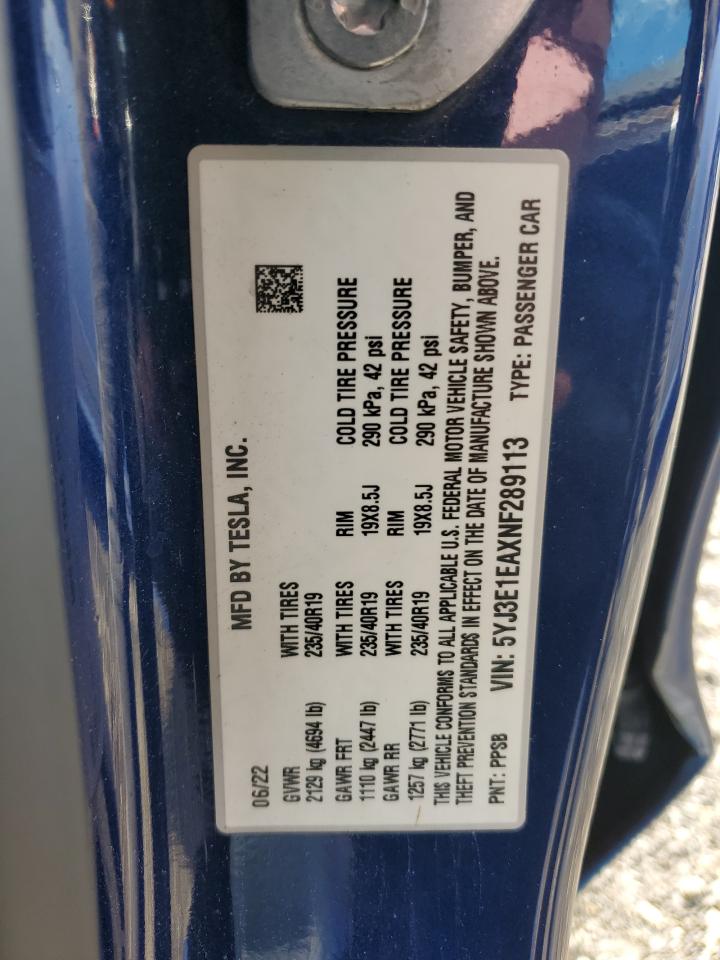 MFD BY TESLA, INC.
06/22
GVWR WITH TIRES
2129 kg (4694 lb) 235/40R19
GAWR FRT WITH TIRES RIM COLD TIRE PRESSURE
1110 kg (2447 lb) 235/40R19 19X8.5J 290 kPa, 42 psi
GAWR RR WITH TIRES RIM COLD TIRE PRESSURE
1257 kg (2771 lb) 235/40R19 19X8.5J 290 kPa, 42 psi
THIS VEHICLE CONFORMS TO ALL APPLICABLE U.S. FEDERAL MOTOR VEHICLE SAFETY, BUMPER, AND
THEFT PREVENTION STANDARDS IN EFFECT ON THE DATE OF MANUFACTURE SHOWN ABOVE.
PNT: PPSB VIN: 5YJ3E1EAXNF289113 TYPE: PASSENGER CAR